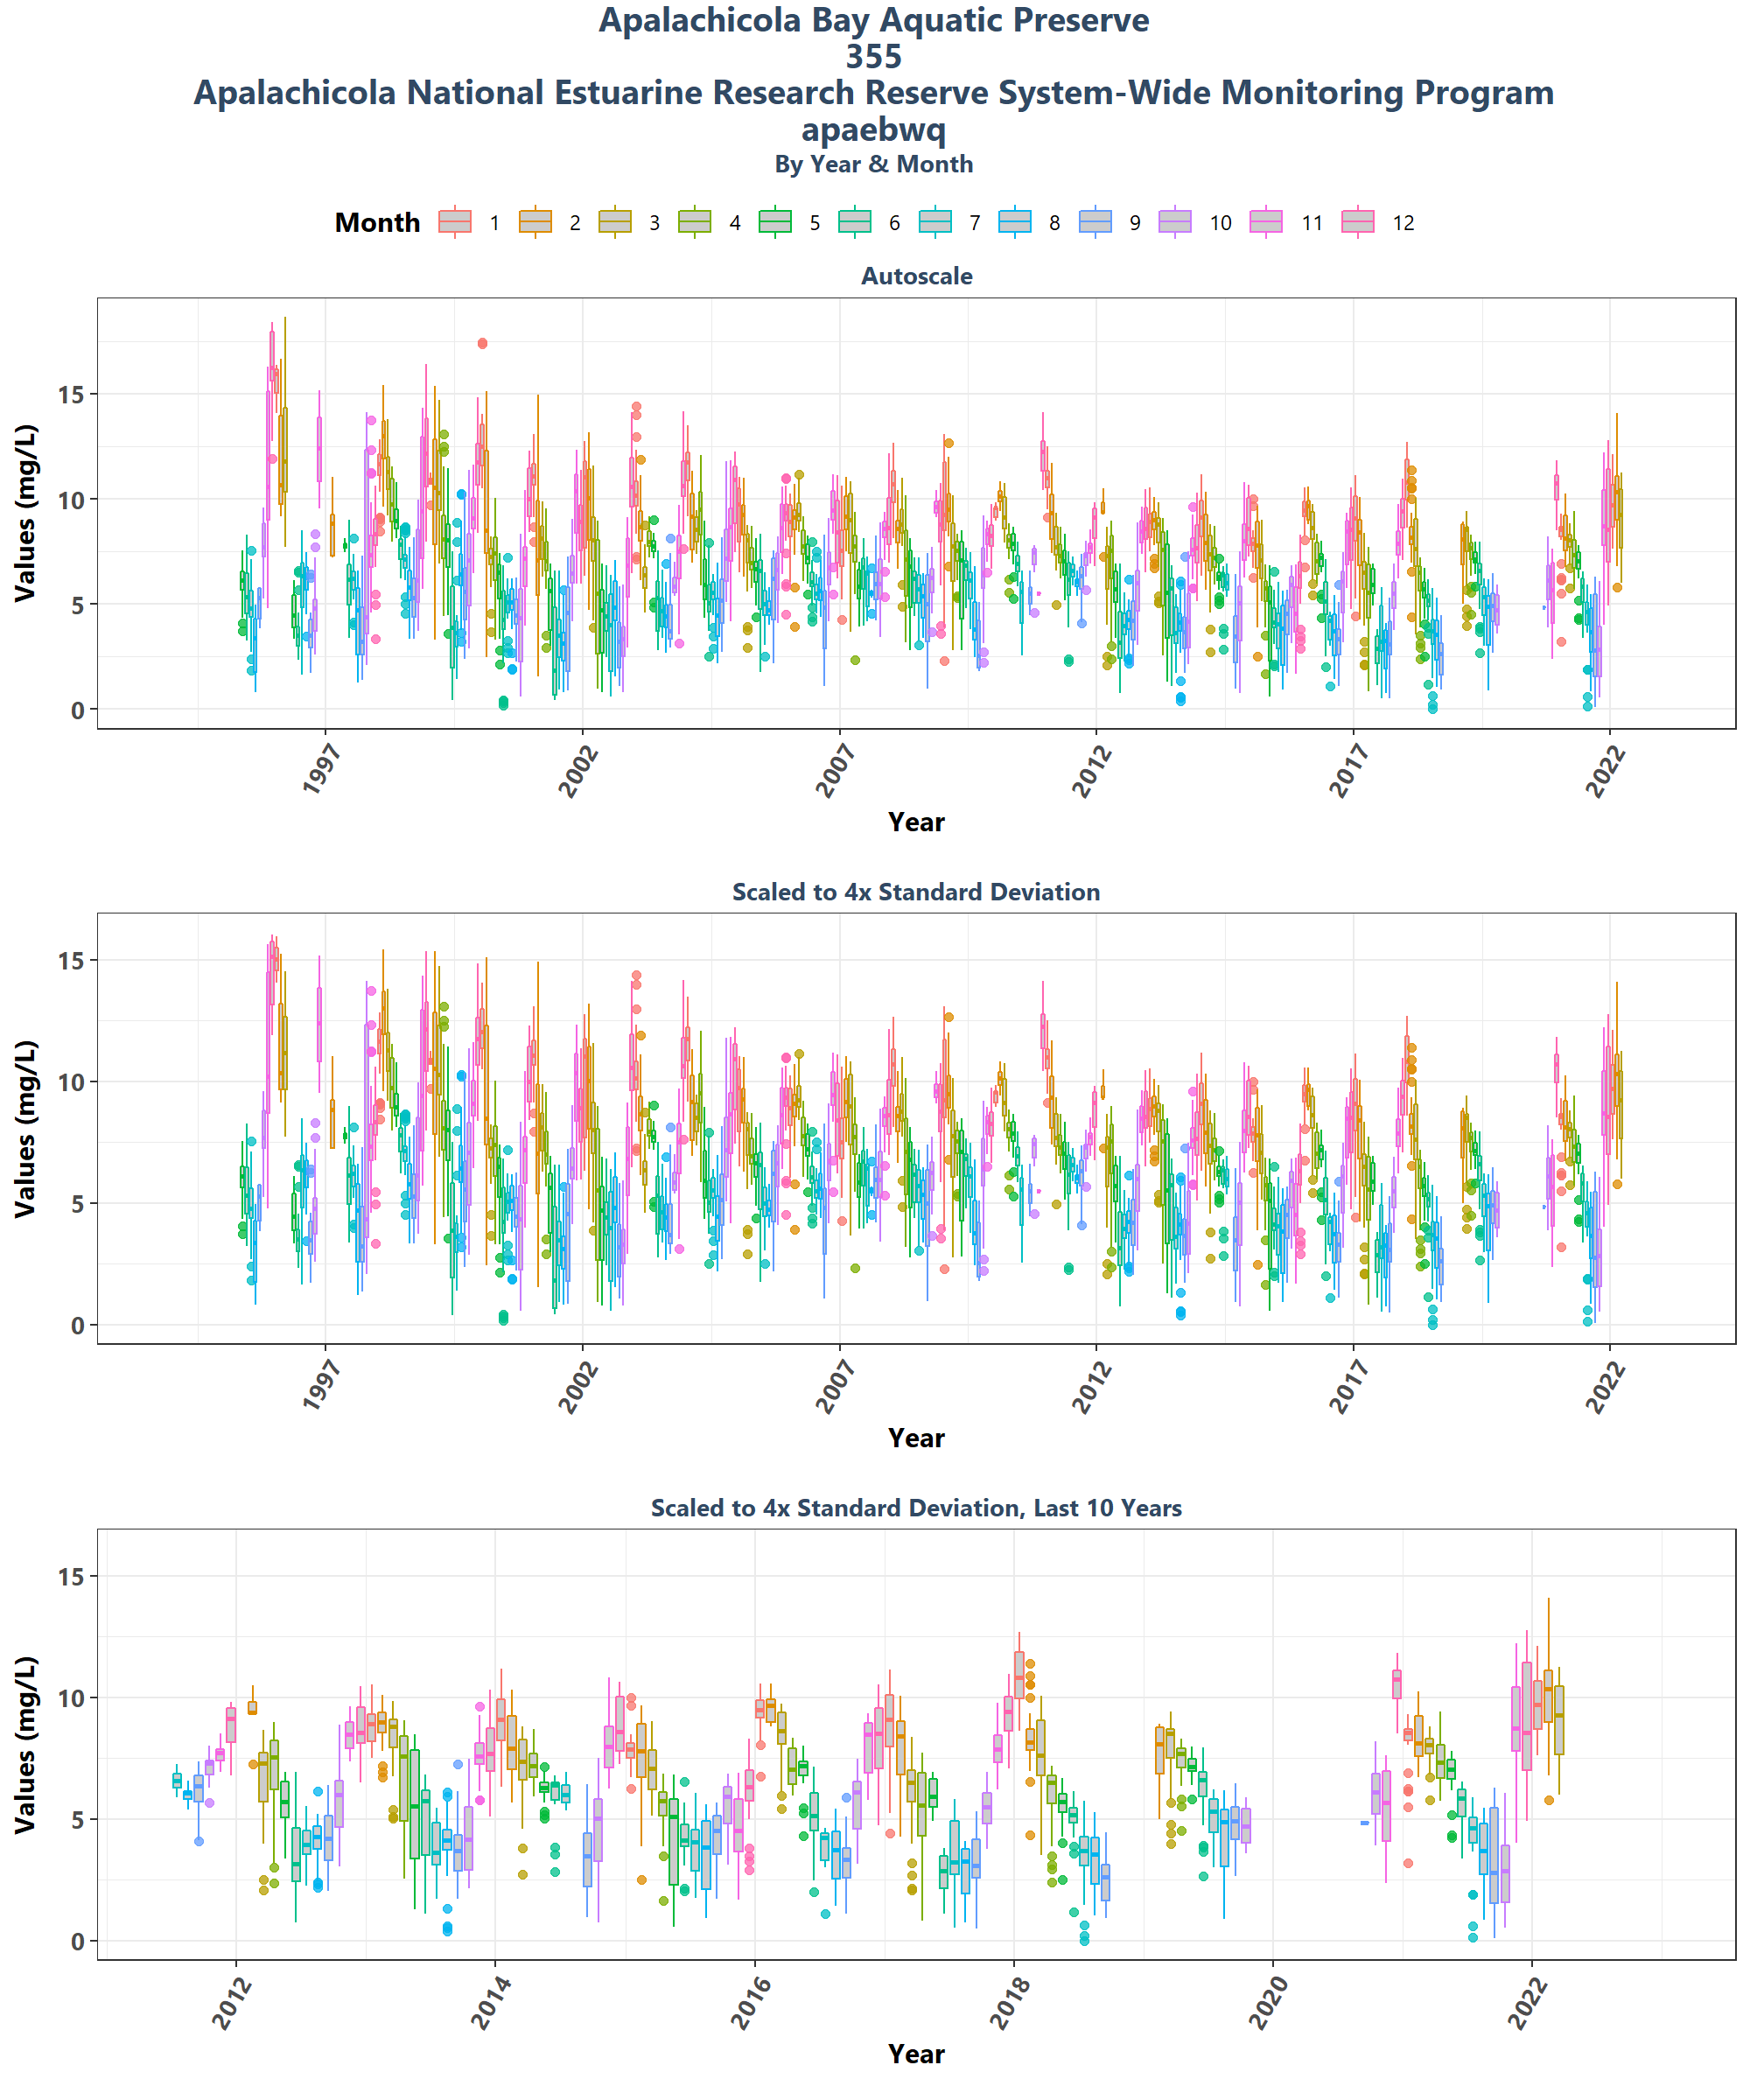 Apalachicola Bay Aquatic Preserve
355
Apalachicola National Estuarine Research Reserve System-Wide Monitoring Program
apaebwq
By Year & Month
Month 1 2 3 4 5 6 7 8 9 10 11 12
Autoscale
Values (mg/L)
15
10
5
0
1997 2002 2007 2012 2017 2022
Year
Scaled to 4x Standard Deviation
Values (mg/L)
15
10
5
0
1997 2002 2007 2012 2017 2022
Year
Scaled to 4x Standard Deviation, Last 10 Years
Values (mg/L)
15
10
5
0
2012 2014 2016 2018 2020 2022
Year